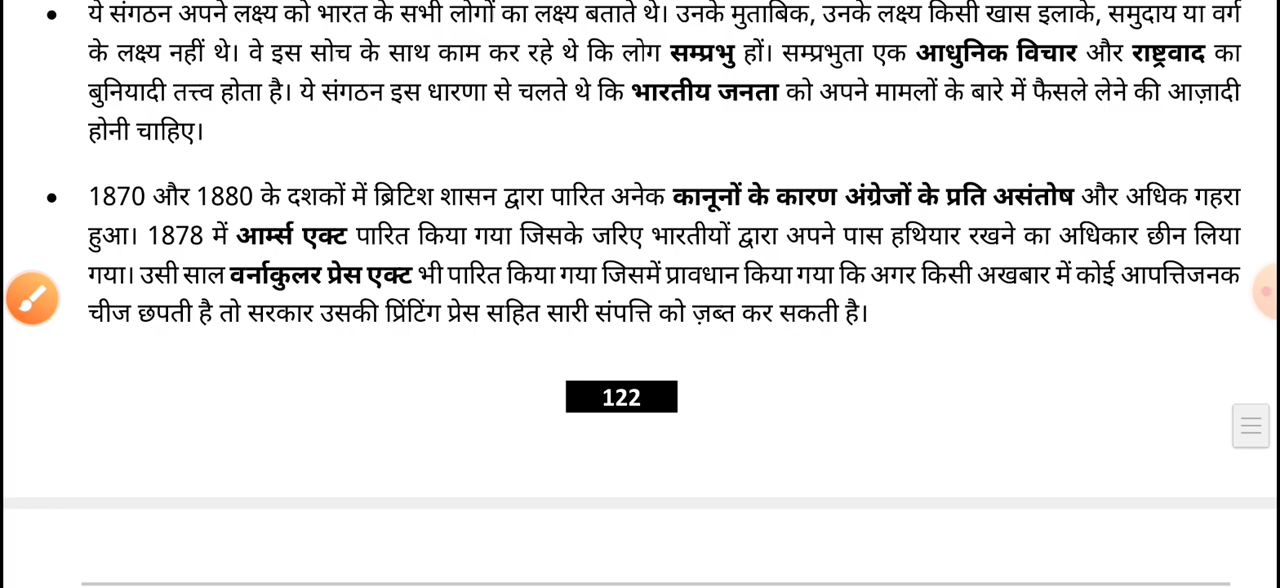 • ये संगठन अपने लक्ष्य को भारत के सभी लोगों का लक्ष्य बताते थे। उनके मुताबिक, उनके लक्ष्य किसी खास इलाके, समुदाय या वर्ग
के लक्ष्य नहीं थे। वे इस सोच के साथ काम कर रहे थे कि लोग सम्प्रभु हों। सम्प्रभुता एक आधुनिक विचार और राष्ट्रवाद का
बुनियादी तत्त्व होता है। ये संगठन इस धारणा से चलते थे कि भारतीय जनता को अपने मामलों के बारे में फैसले लेने की आज़ादी
होनी चाहिए।
• 1870 और 1880 के दशकों में ब्रिटिश शासन द्वारा पारित अनेक कानूनों के कारण अंग्रेजों के प्रति असंतोष और अधिक गहरा
हुआ। 1878 में आर्म्स एक्ट पारित किया गया जिसके जरिए भारतीयों द्वारा अपने पास हथियार रखने का अधिकार छीन लिया
गया। उसी साल वर्नाकुलर प्रेस एक्ट भी पारित किया गया जिसमें प्रावधान किया गया कि अगर किसी अखबार में कोई आपत्तिजनक
चीज छपती है तो सरकार उसकी प्रिंटिंग प्रेस सहित सारी संपत्ति को ज़ब्त कर सकती है।
122